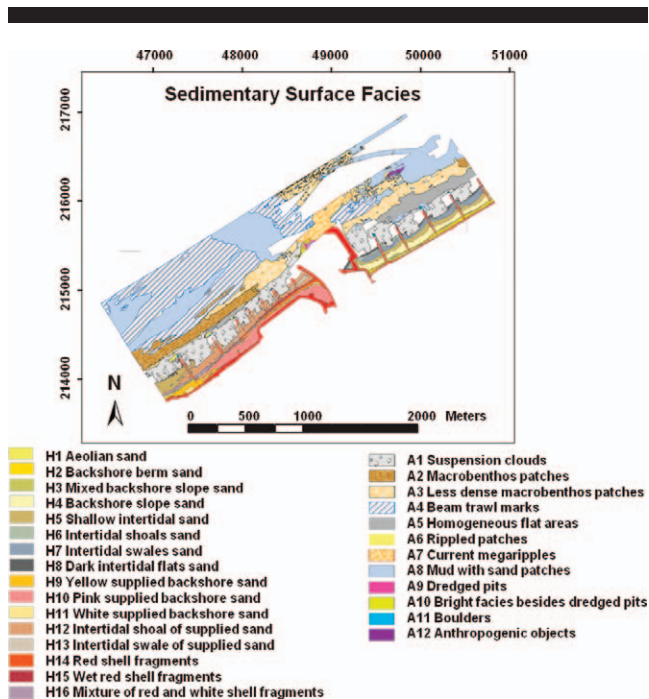 47000 48000 49000 50000 51000
Sedimentary Surface Facies
217000
216000
215000
214000
N
0 500 1000 2000 Meters
H1 Aeolian sand
H2 Backshore berm sand
H3 Mixed backshore slope sand
H4 Backshore slope sand
H5 Shallow intertidal sand
H6 Intertidal shoals sand
H7 Intertidal swales sand
H8 Dark intertidal flats sand
H9 Yellow supplied backshore sand
H10 Pink supplied backshore sand
H11 White supplied backshore sand
H12 Intertidal shoal of supplied sand
H13 Intertidal swale of supplied sand
H14 Red shell fragments
H15 Wet red shell fragments
H16 Mixture of red and white shell fragments
A1 Suspension clouds
A2 Macrobenthos patches
A3 Less dense macrobenthos patches
A4 Beam trawl marks
A5 Homogeneous flat areas
A6 Rippled patches
A7 Current megaripples
A8 Mud with sand patches
A9 Dredged pits
A10 Bright facies besides dredged pits
A11 Boulders
A12 Anthropogenic objects